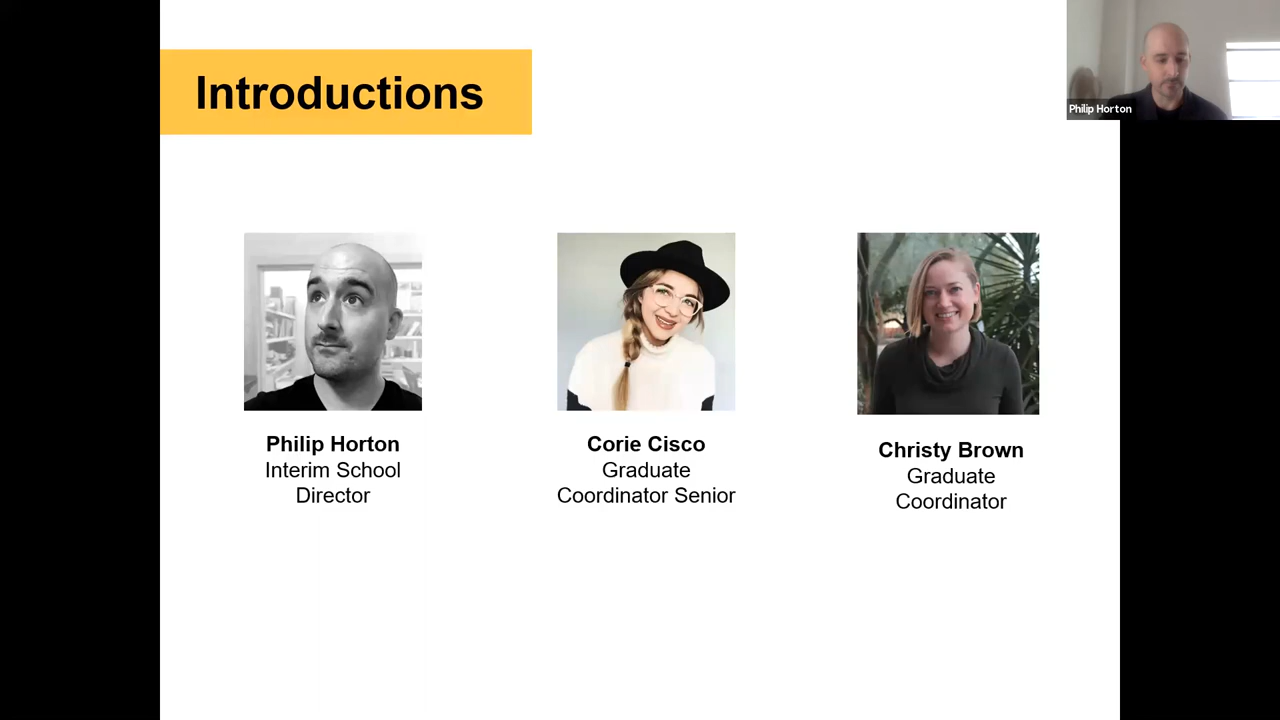 Introductions
Philip Horton
Philip Horton
Interim School
Director
Corie Cisco
Graduate
Coordinator Senior
Christy Brown
Graduate
Coordinator